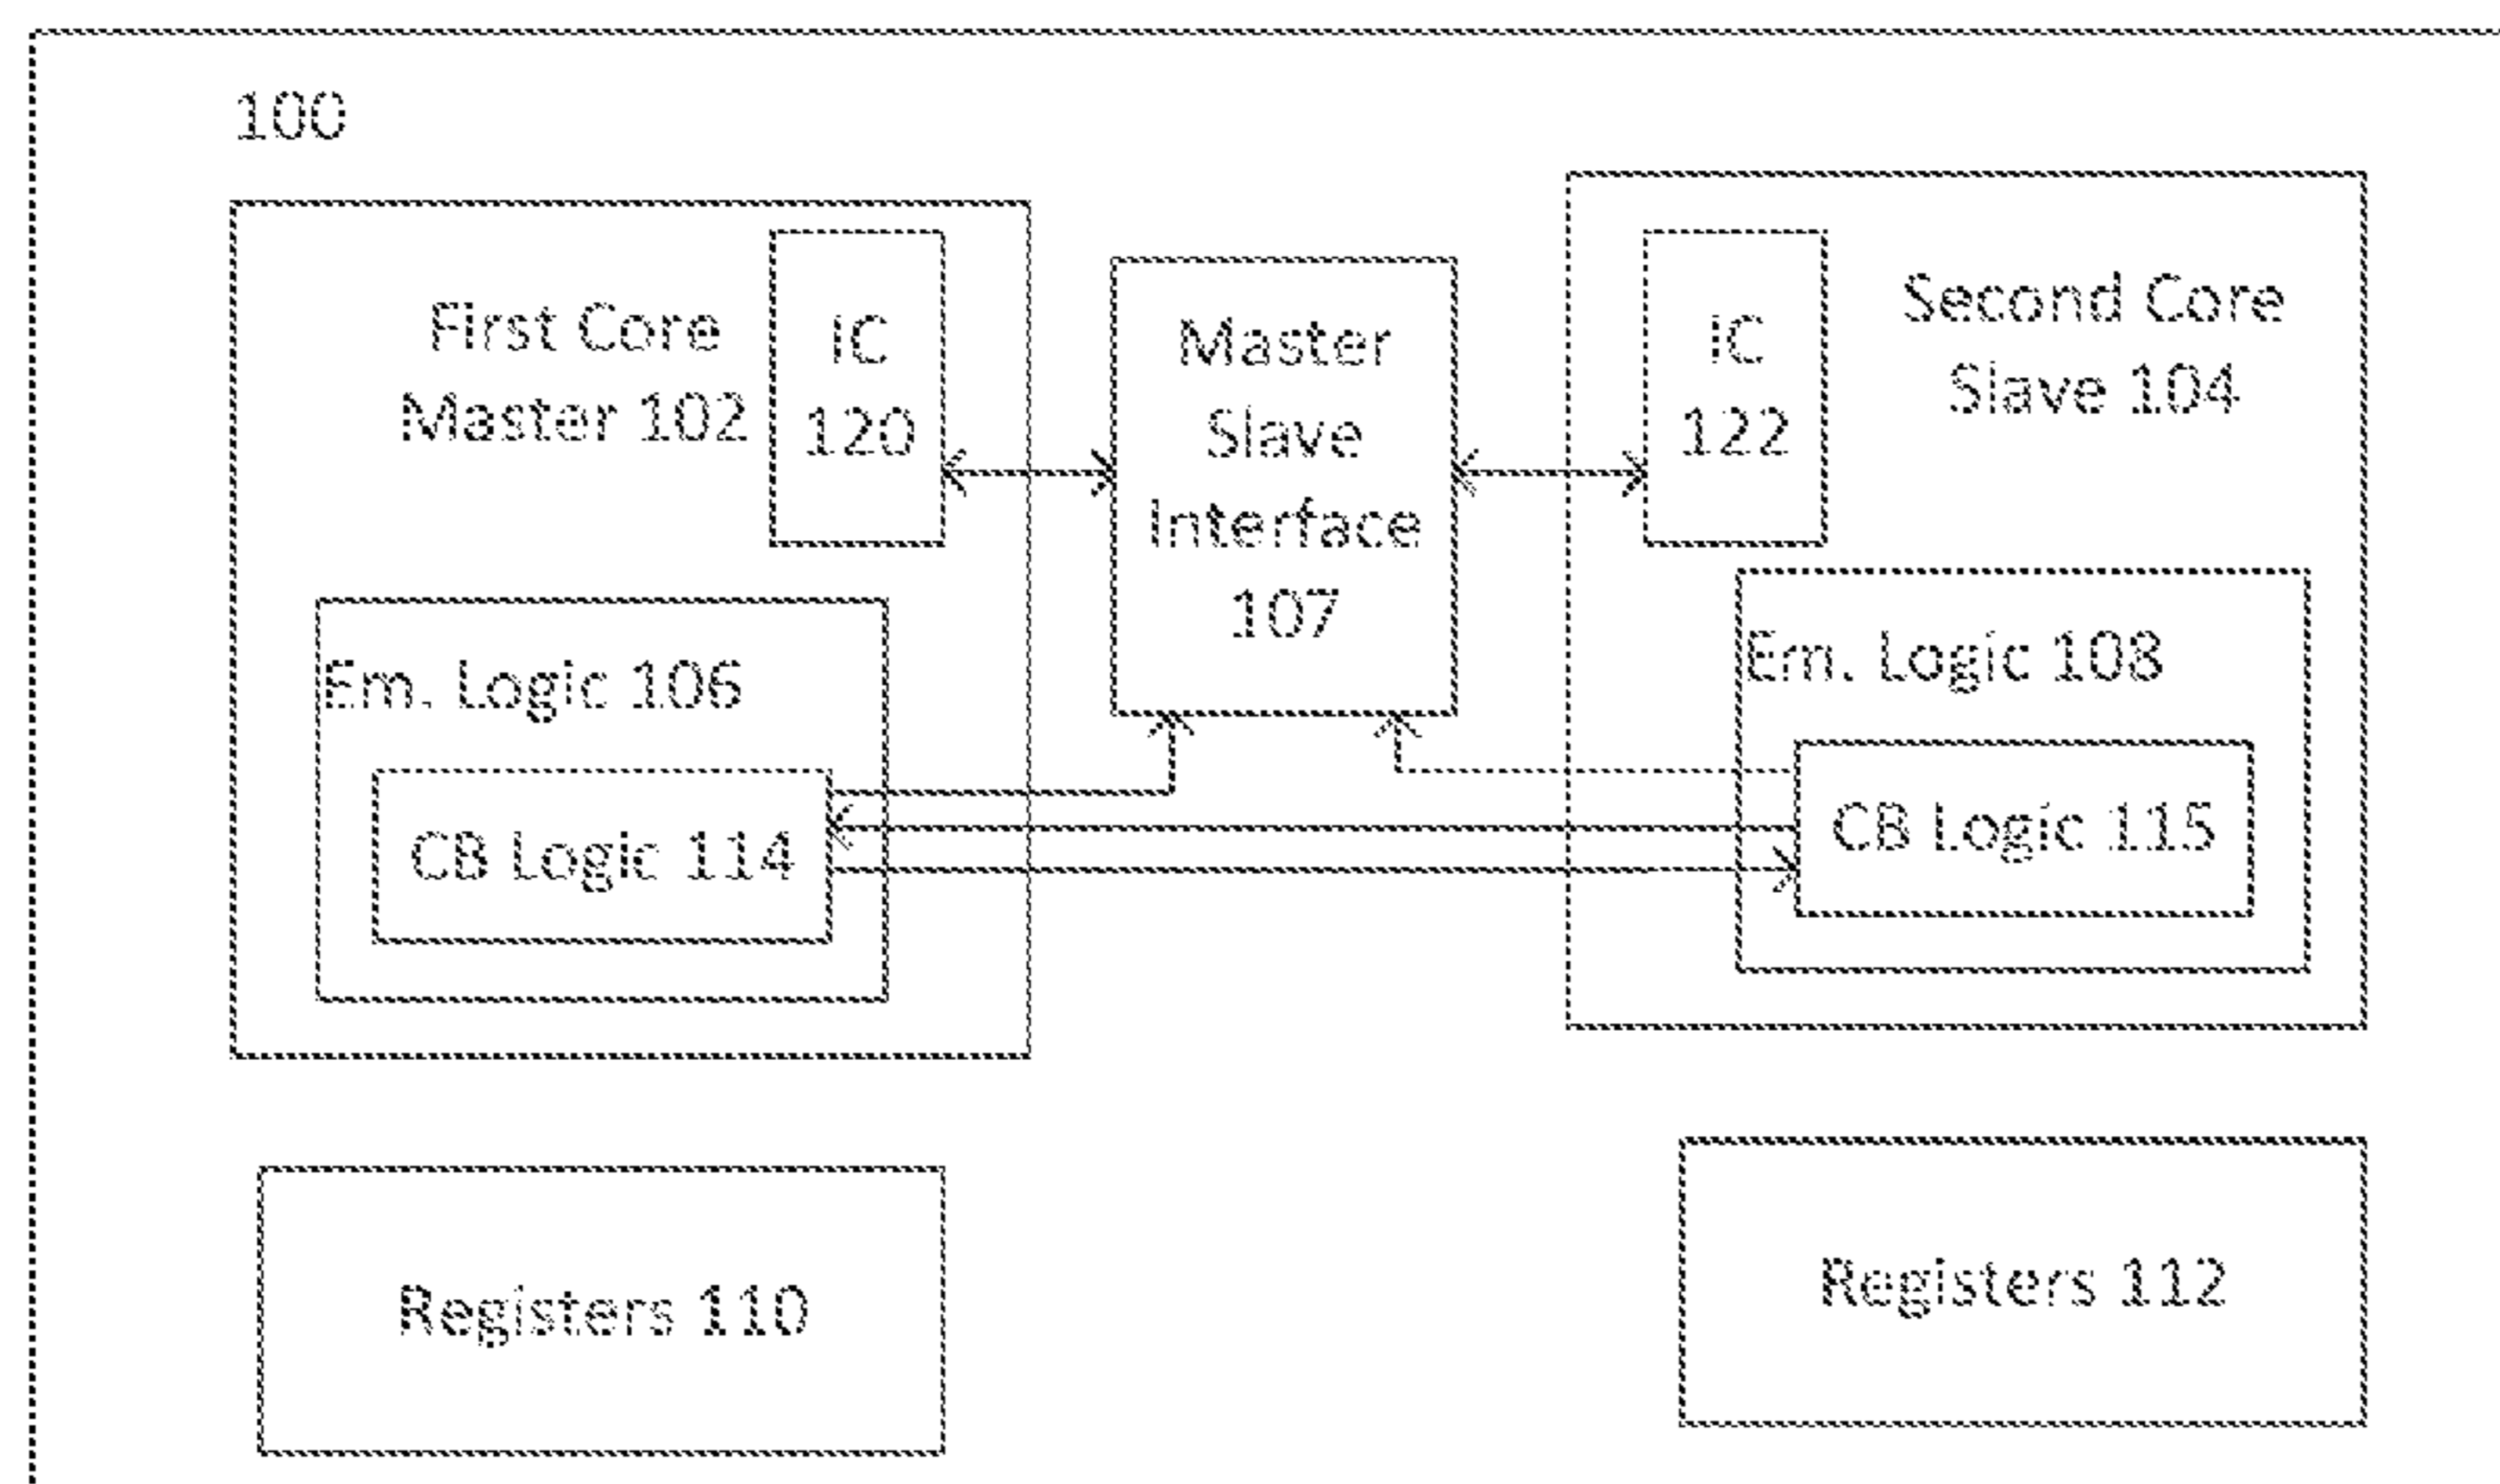 100
First Core
Master 102
IC
120
Master
Slave
Interface
107
IC
122
Second Core
Slave 104
Em. Logic 106
CB Logic 114
Em. Logic 108
CB Logic 115
Registers 110
Registers 112